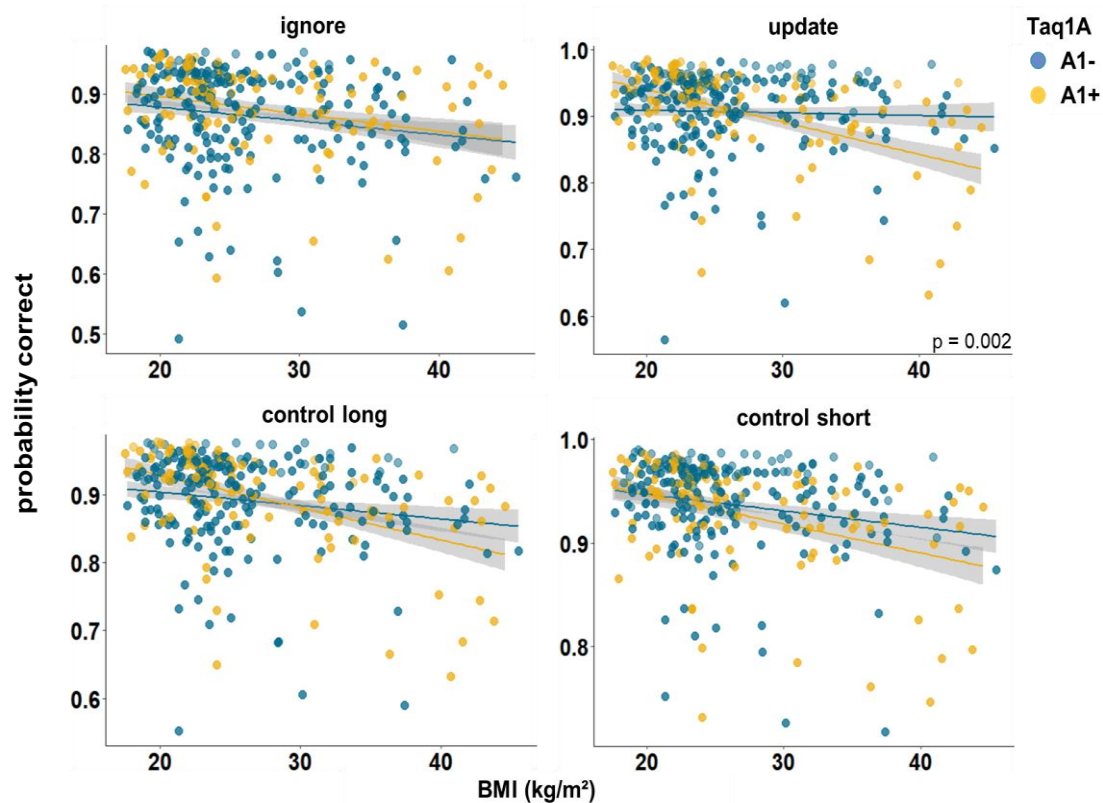 ignore
update
Taq1A
A1-
A1+
0.9
0.8
0.7
0.6
0.5
20
30
40
1.0
0.9
0.8
0.7
0.6
p = 0.002
20
30
40
probability correct
control long
control short
0.9
0.8
0.7
0.6
20
30
40
1.0
0.9
0.8
20
30
40
BMI (kg/m²)